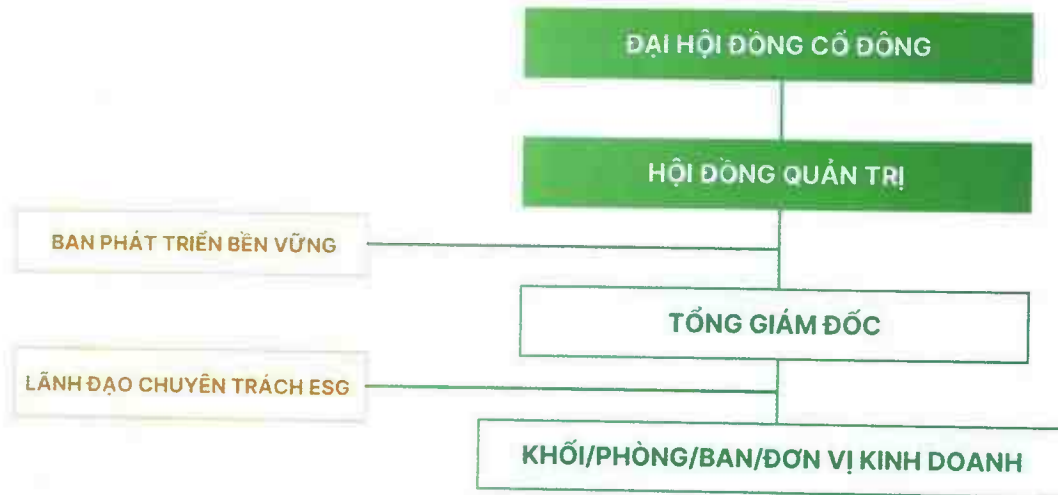 ĐẠI HỘI ĐỒNG CỔ ĐÔNG
HỘI ĐỒNG QUẢN TRỊ
BAN PHÁT TRIỂN BỀN VỮNG
TỔNG GIÁM ĐỐC
LÃNH ĐẠO CHUYÊN TRÁCH ESG
KHỐI/PHÒNG/BAN/ĐƠN VỊ KINH DOANH